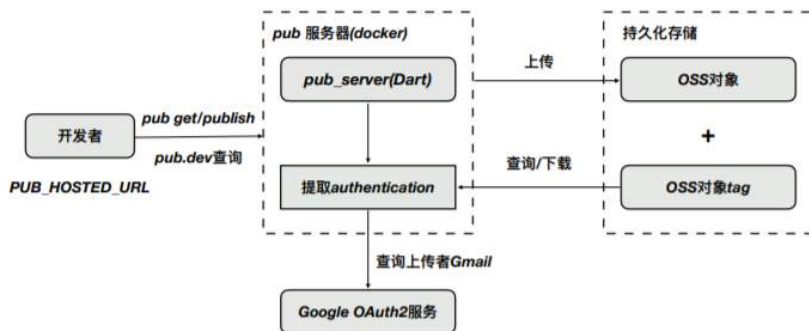 pub 服务器(docker)
持久化存储
pub_server(Dart)
上传
OSS对象
开发者
pub get/publish
pub.dev查询
PUB_HOSTED_URL
+
提取authentication
查询/下载
OSS对象tag
查询上传者Gmail
Google OAuth2服务